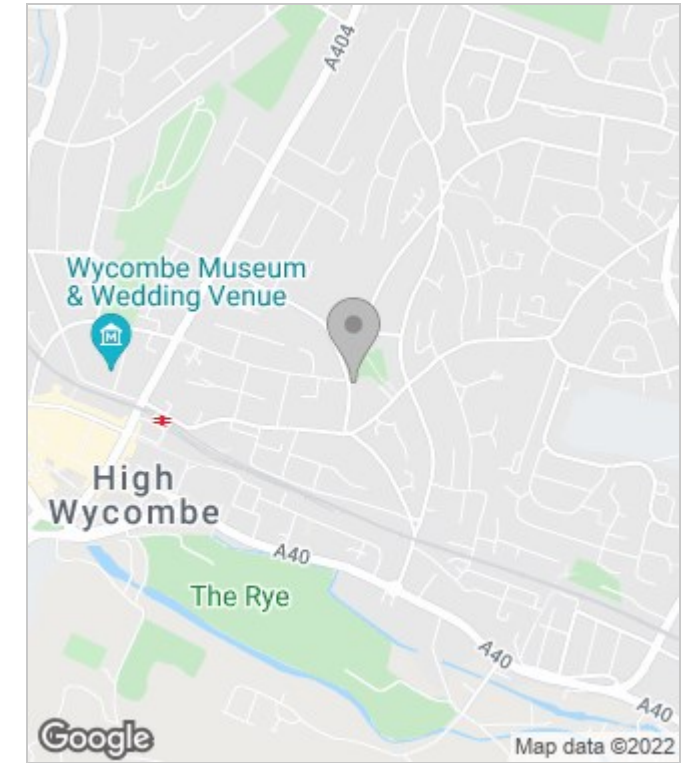 A404
Wycombe Museum
& Wedding Venue
M
High
Wycombe
A40
The Rye
A40
A40
Google
Map data ©2022